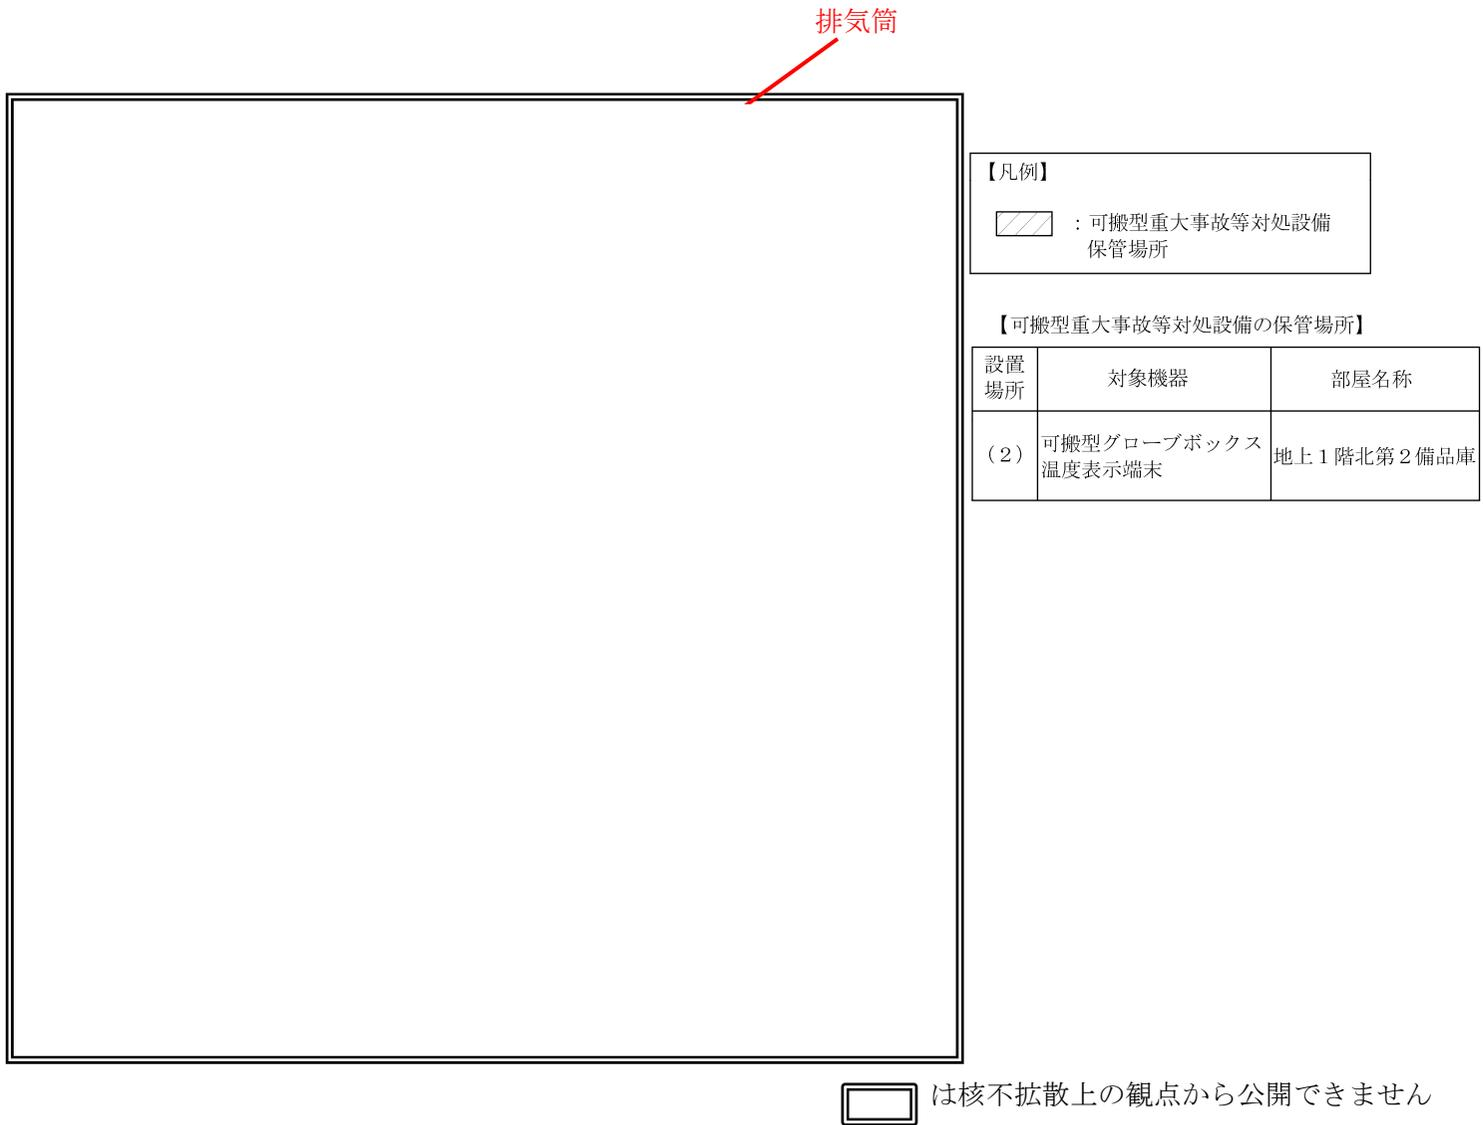 排気筒
【凡例】
：可搬型重大事故等対処設備
保管場所
【可搬型重大事故等対処設備の保管場所】
設置
場所
対象機器
部屋名称
（２）
可搬型グローブボックス
温度表示端末
地上１階北第２備品庫
は核不拡散上の観点から公開できません